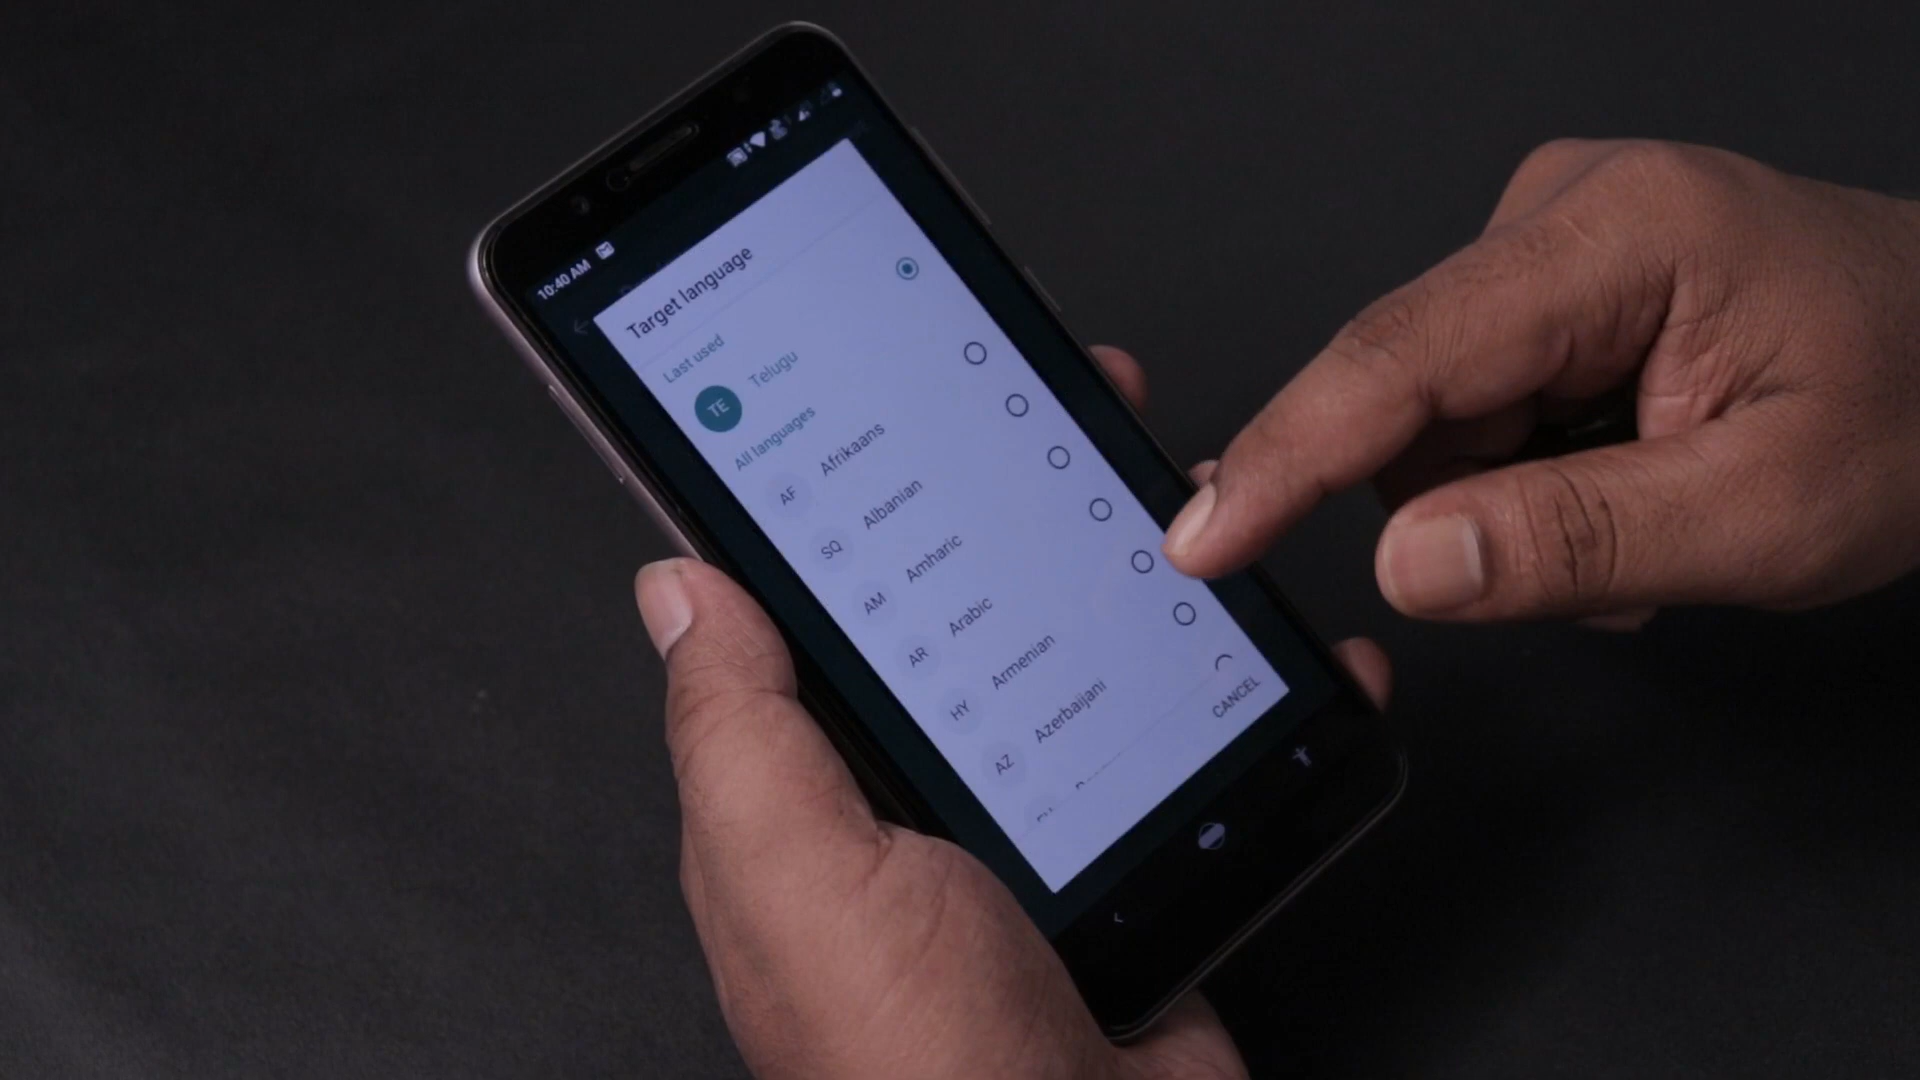 10:40 AM
Target language
Last used
TE Telugu
All languages
AF Afrikaans
SQ Albanian
AM Amharic
AR Arabic
HY Armenian
AZ Azerbaijani
CANCEL